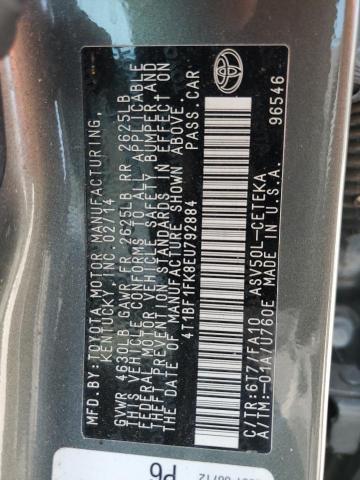 MFD.BY:TOYOTA MOTOR MANUFACTURING,
KENTUCKY, INC. 02/14
GVWR 4630LB GAWR FR 2625LB RR 2625LB
THIS VEHICLE CONFORMS TO ALL APPLICABLE
FEDERAL MOTOR VEHICLE SAFETY, BUMPER, AND
THEFT PREVENTION STANDARDS IN EFFECT ON
THE DATE OF MANUFACTURE SHOWN ABOVE.
4T1BF1FK8EU792884 PASS.CAR
C/TR:6T7/FA10 ASV50L-CETEKA
A/TM:-01A/U760E MADE IN U.S.A.
96546
P6